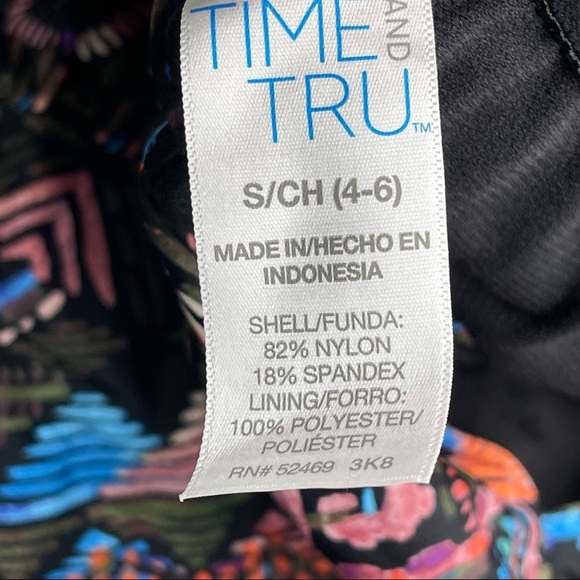 TIME AND
TRU™
S/CH (4-6)
MADE IN/HECHO EN
INDONESIA
SHELL/FUNDA:
82% NYLON
18% SPANDEX
LINING/FORRO:
100% POLYESTER/
POLIÉSTER
RN# 52469 3K8